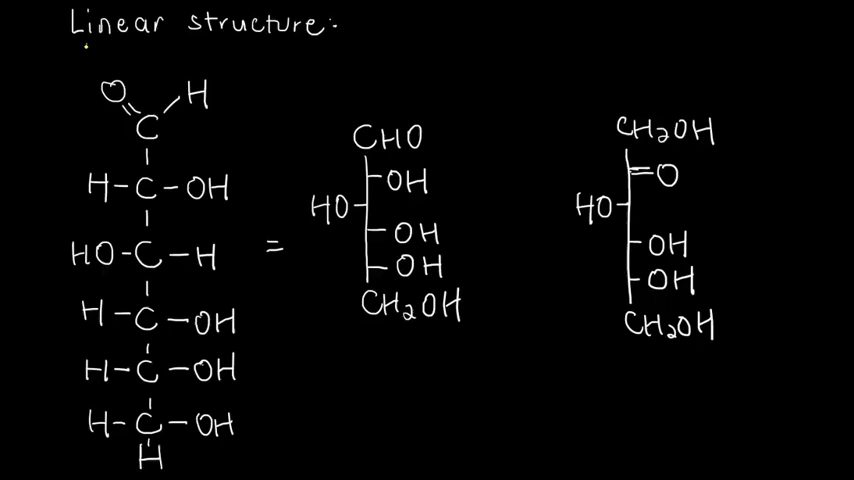 Linear structure:-
O H
C
H-C-OH
HO-C-H
H-C-OH
H-C-OH
H-C-OH
H
=
CHO
OH
HO
OH
OH
CH₂OH
CH₂OH
=O
HO
OH
OH
CH₂OH